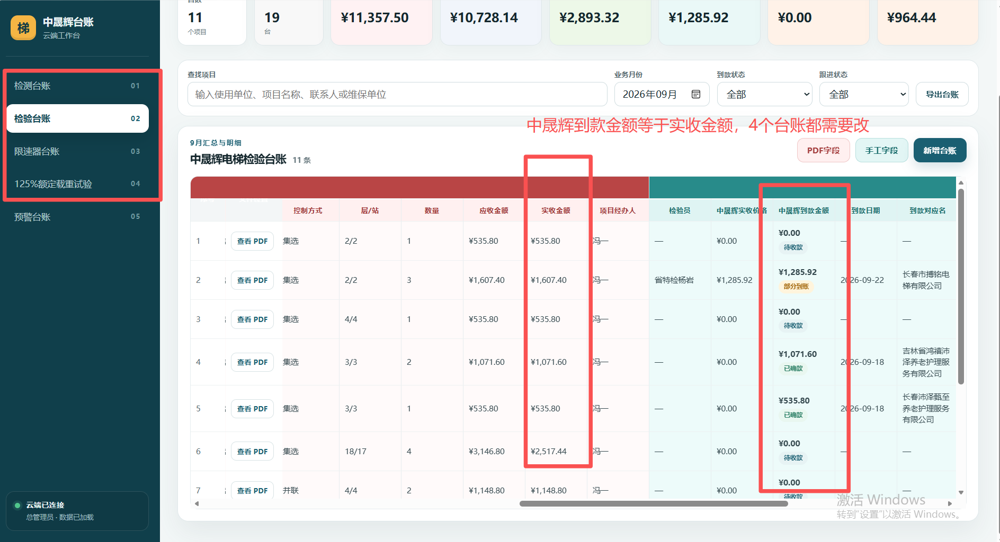 梯
中晟辉台账
云端工作台
检测台账 01
检验台账 02
限速器台账 03
125%额定载重试验 04
预警台账 05
云端已连接
总管理员 · 数据已加载
11
个项目
19
台
¥11,357.50
¥10,728.14
¥2,893.32
¥1,285.92
¥0.00
¥964.44
查找项目
输入使用单位、项目名称、联系人或维保单位
业务月份
2026年09月
到款状态
全部
跟进状态
全部
导出台账
中晟辉到款金额等于实收金额，4个台账都需要改
9月汇总与明细
中晟辉电梯检验台账 11 条
PDF字段 手工字段 新增台账
控制方式 层/站 数量 应收金额 实收金额 项目经办人 检验员 中晟辉实收价格 中晟辉到款金额 到款日期 到款对应名
1 查看 PDF 集选 2/2 1 ¥535.80 ¥535.80 冯一 — ¥0.00 ¥0.00 — —
待收款
2 查看 PDF 集选 2/2 3 ¥1,607.40 ¥1,607.40 冯一 省特检杨岩 ¥1,285.92 ¥1,285.92 2026-09-22 长春市搏铭电
部分到账 梯有限公司
3 查看 PDF 集选 4/4 1 ¥535.80 ¥535.80 冯一 — ¥0.00 ¥0.00 — —
待收款
4 查看 PDF 集选 3/3 2 ¥1,071.60 ¥1,071.60 冯一 — ¥0.00 ¥1,071.60 2026-09-18 吉林省鸿禧沛
已确款 泽养老护理服
务有限公司
5 查看 PDF 集选 3/3 1 ¥535.80 ¥535.80 冯一 — ¥0.00 ¥535.80 2026-09-18 长春沛泽甄至
已确款 养老护理服务
有限公司
6 查看 PDF 集选 18/17 4 ¥3,146.80 ¥2,517.44 冯一 — ¥0.00 ¥0.00 — —
待收款
7 查看 PDF 并联 4/4 2 ¥1,148.80 ¥1,148.80 冯一 — ¥0.00 ¥0.00 — —
待收款
激活 Windows
转到“设置”以激活 Windows。